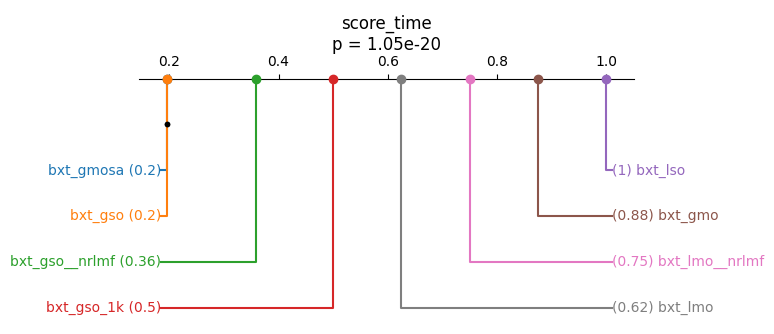 score_time
p = 1.05e-20
0.2 0.4 0.6 0.8 1.0
bxt_gmosa (0.2) (1) bxt_lso
bxt_gso (0.2) (0.88) bxt_gmo
bxt_gso__nrlmf (0.36) (0.75) bxt_lmo__nrlmf
bxt_gso_1k (0.5) (0.62) bxt_lmo